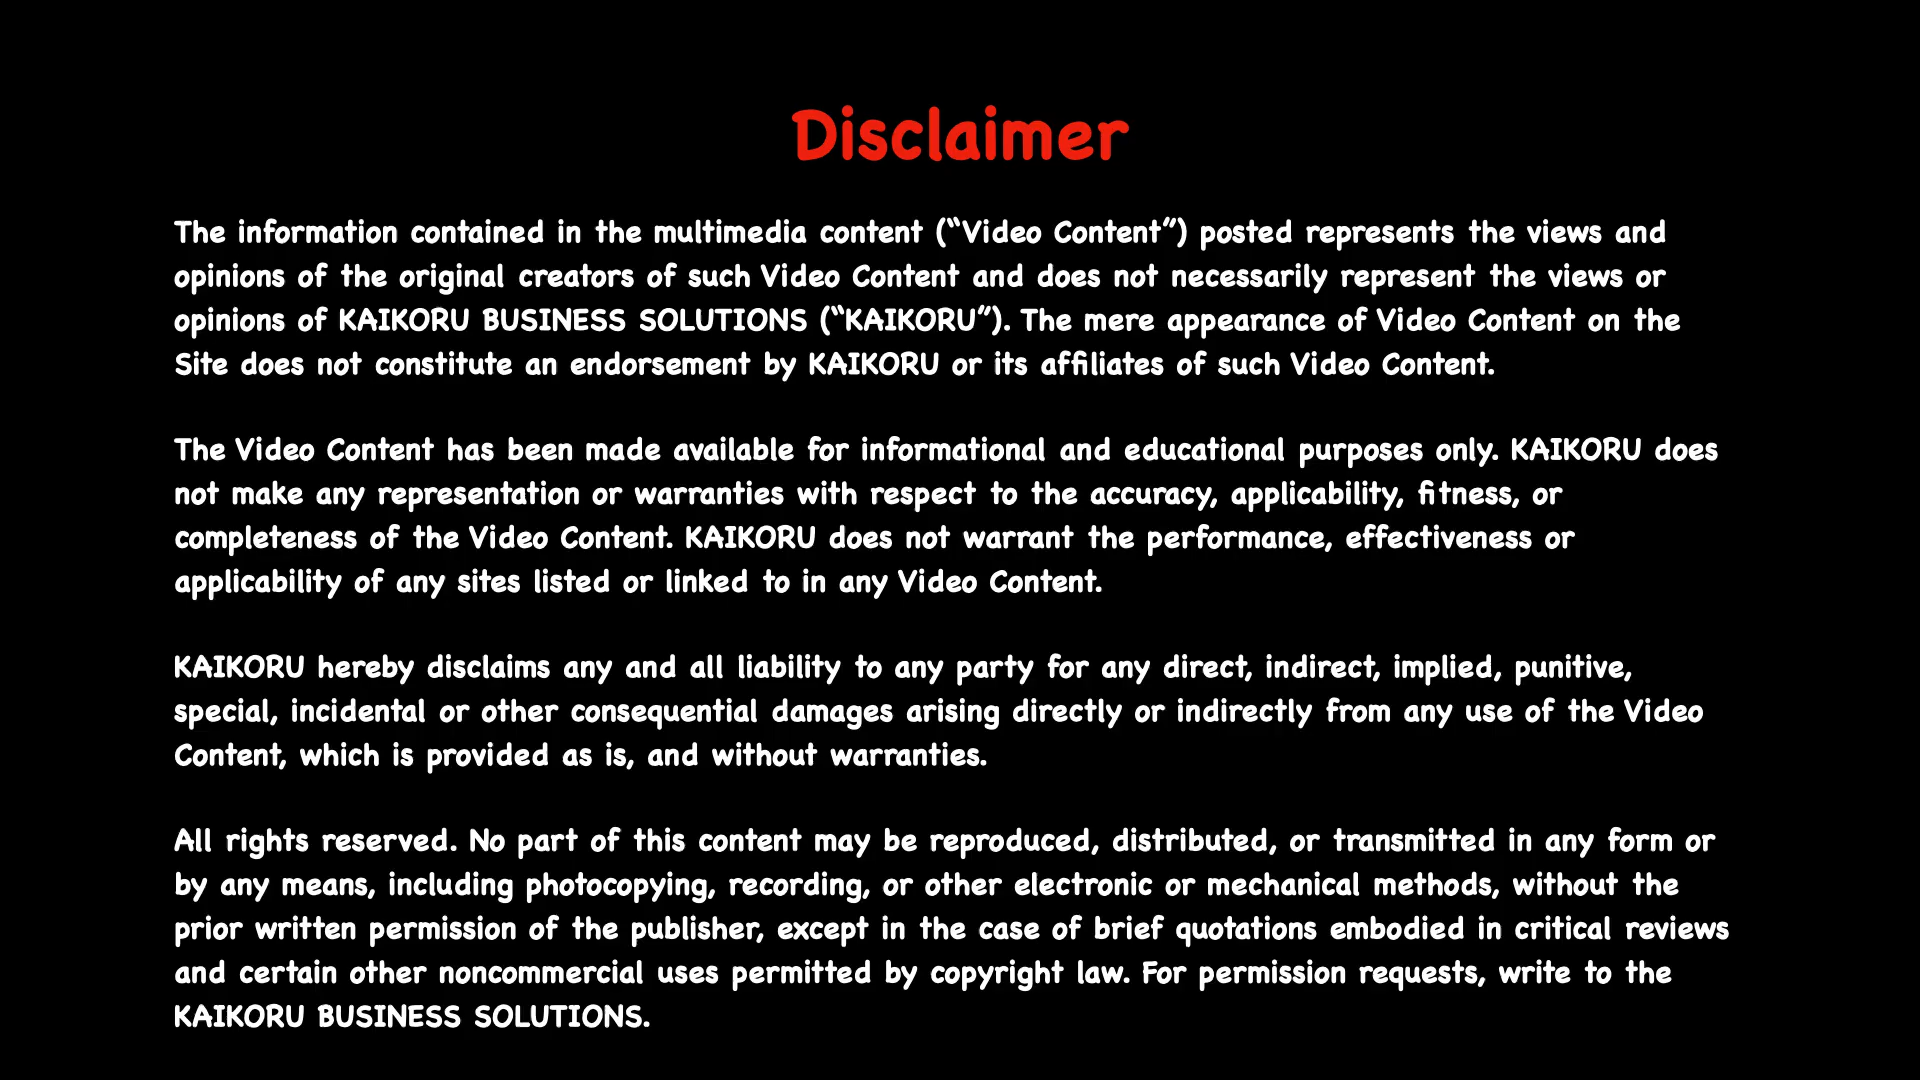 Disclaimer
The information contained in the multimedia content (“Video Content”) posted represents the views and
opinions of the original creators of such Video Content and does not necessarily represent the views or
opinions of KAIKORU BUSINESS SOLUTIONS (“KAIKORU”). The mere appearance of Video Content on the
Site does not constitute an endorsement by KAIKORU or its affiliates of such Video Content.
The Video Content has been made available for informational and educational purposes only. KAIKORU does
not make any representation or warranties with respect to the accuracy, applicability, fitness, or
completeness of the Video Content. KAIKORU does not warrant the performance, effectiveness or
applicability of any sites listed or linked to in any Video Content.
KAIKORU hereby disclaims any and all liability to any party for any direct, indirect, implied, punitive,
special, incidental or other consequential damages arising directly or indirectly from any use of the Video
Content, which is provided as is, and without warranties.
All rights reserved. No part of this content may be reproduced, distributed, or transmitted in any form or
by any means, including photocopying, recording, or other electronic or mechanical methods, without the
prior written permission of the publisher, except in the case of brief quotations embodied in critical reviews
and certain other noncommercial uses permitted by copyright law. For permission requests, write to the
KAIKORU BUSINESS SOLUTIONS.